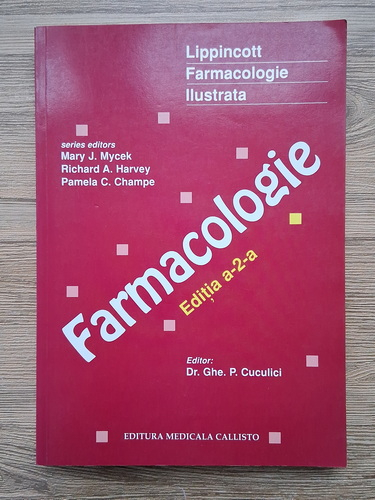 Lippincott
Farmacologie
Ilustrata
series editors
Mary J. Mycek
Richard A. Harvey
Pamela C. Champe
Farmacologie
Ediția a-2-a
Editor:
Dr. Ghe. P. Cuculici
EDITURA MEDICALA CALLISTO